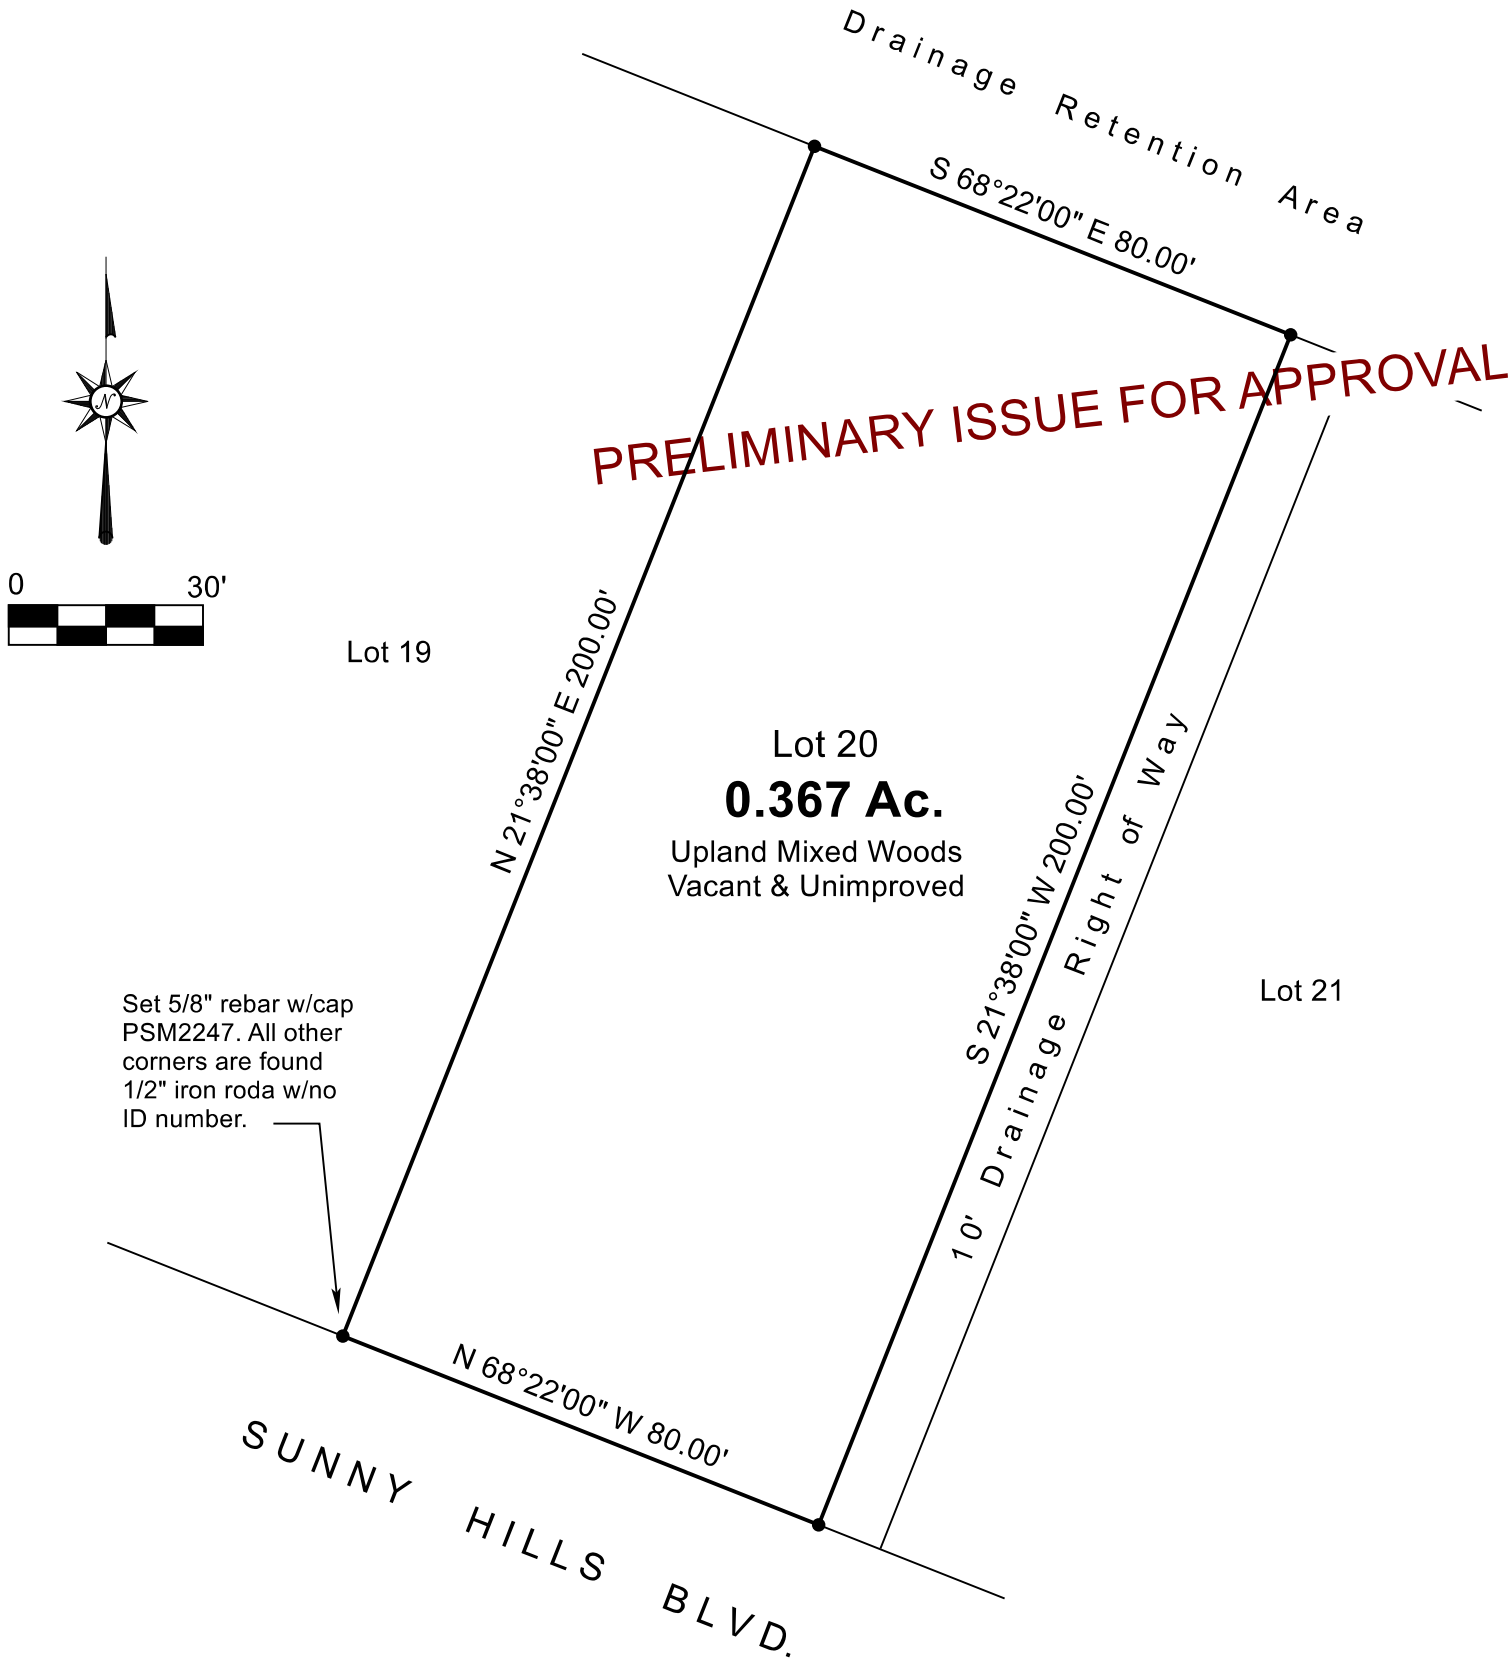 Drainage Retention Area
S 68°22'00" E 80.00'
PRELIMINARY ISSUE FOR APPROVAL
N
0 30'
Lot 19
N 21°38'00" E 200.00'
Lot 20
0.367 Ac.
Upland Mixed Woods
Vacant & Unimproved
S 21°38'00" W 200.00'
10' Drainage Right of Way
Lot 21
Set 5/8" rebar w/cap
PSM2247. All other
corners are found
1/2" iron roda w/no
ID number.
N 68°22'00" W 80.00'
SUNNY HILLS BLVD.